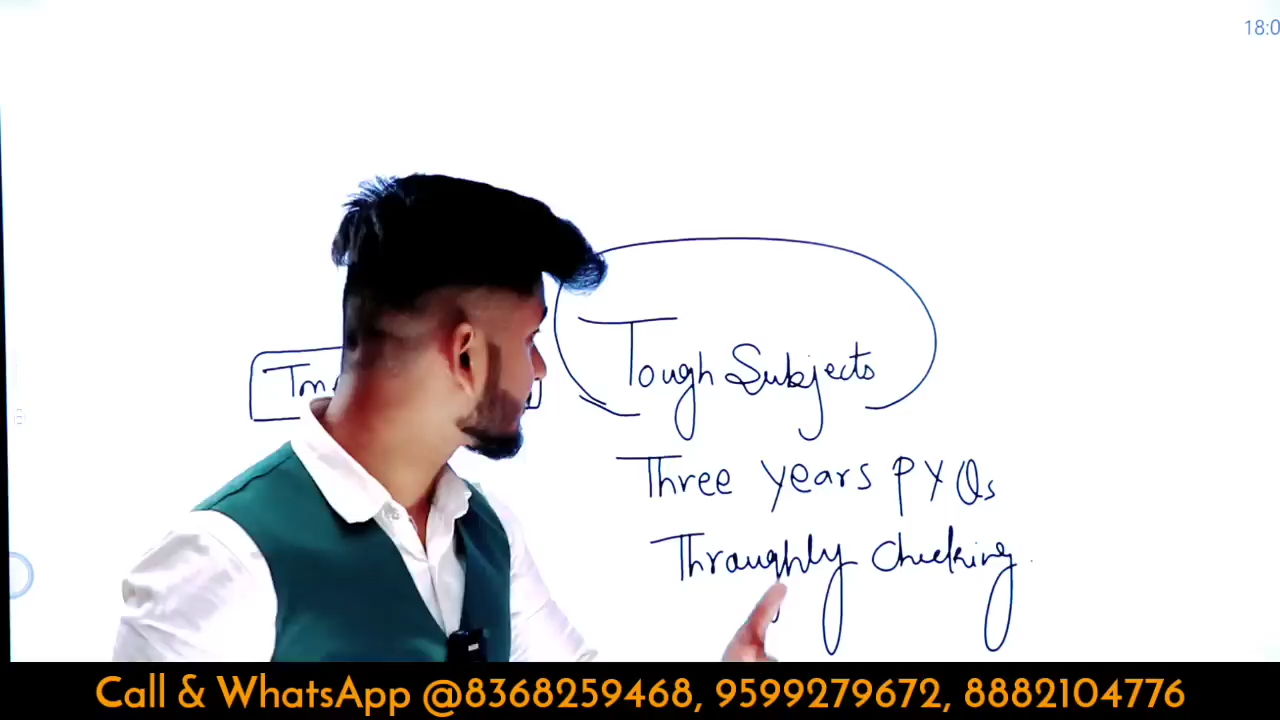 18:0
Tough Subjects
Three years PYQs
Throughly Checking
Call & WhatsApp @8368259468, 9599279672, 8882104776